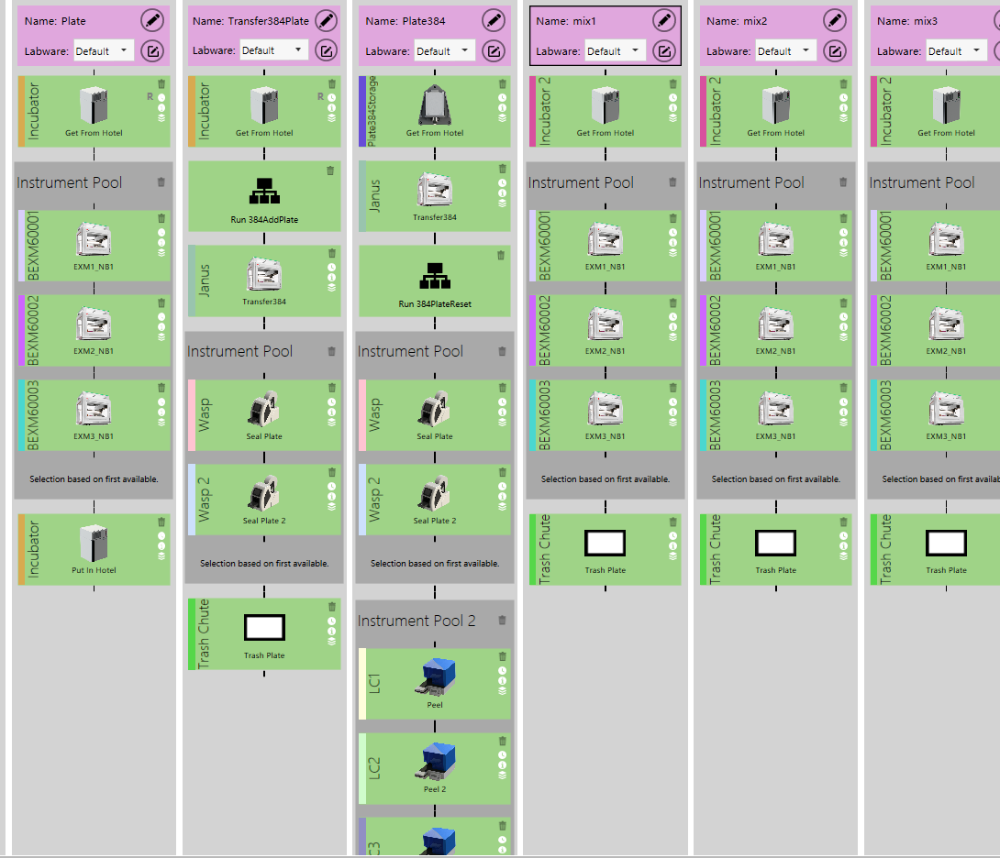 Name: Plate
Labware: Default
Incubator
R
Get From Hotel
Instrument Pool
BEXM60001
EXM1_NB1
BEXM60002
EXM2_NB1
BEXM60003
EXM3_NB1
Selection based on first available.
Incubator
Put In Hotel
Name: Transfer384Plate
Labware: Default
Incubator
R
Get From Hotel
Run 384AddPlate
Janus
Transfer384
Instrument Pool
Wasp
Seal Plate
Wasp 2
Seal Plate 2
Selection based on first available.
Trash Chute
Trash Plate
Name: Plate384
Labware: Default
Plate384Storage
Get From Hotel
Janus
Transfer384
Run 384PlateReset
Instrument Pool
Wasp
Seal Plate
Wasp 2
Seal Plate 2
Selection based on first available.
Instrument Pool 2
LC1
Peel
LC2
Peel 2
C3
Name: mix1
Labware: Default
Incubator 2
Get From Hotel
Instrument Pool
BEXM60001
EXM1_NB1
BEXM60002
EXM2_NB1
BEXM60003
EXM3_NB1
Selection based on first available.
Trash Chute
Trash Plate
Name: mix2
Labware: Default
Incubator 2
Get From Hotel
Instrument Pool
BEXM60001
EXM1_NB1
BEXM60002
EXM2_NB1
BEXM60003
EXM3_NB1
Selection based on first available.
Trash Chute
Trash Plate
Name: mix3
Labware: Default
Incubator 2
Get From Hotel
Instrument Pool
BEXM60001
EXM1_NB1
BEXM60002
EXM2_NB1
BEXM60003
EXM3_NB1
Selection based on first availab
Trash Chute
Trash Plate